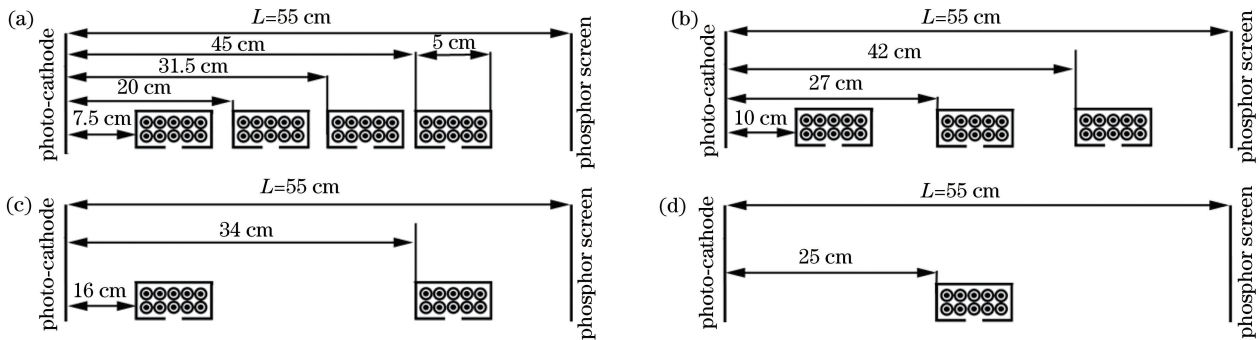 (a)
L=55 cm
45 cm
5 cm
31.5 cm
20 cm
7.5 cm
photo-cathode
phosphor screen
(b)
L=55 cm
42 cm
27 cm
10 cm
photo-cathode
phosphor screen
(c)
L=55 cm
34 cm
16 cm
photo-cathode
phosphor screen
(d)
L=55 cm
25 cm
photo-cathode
phosphor screen